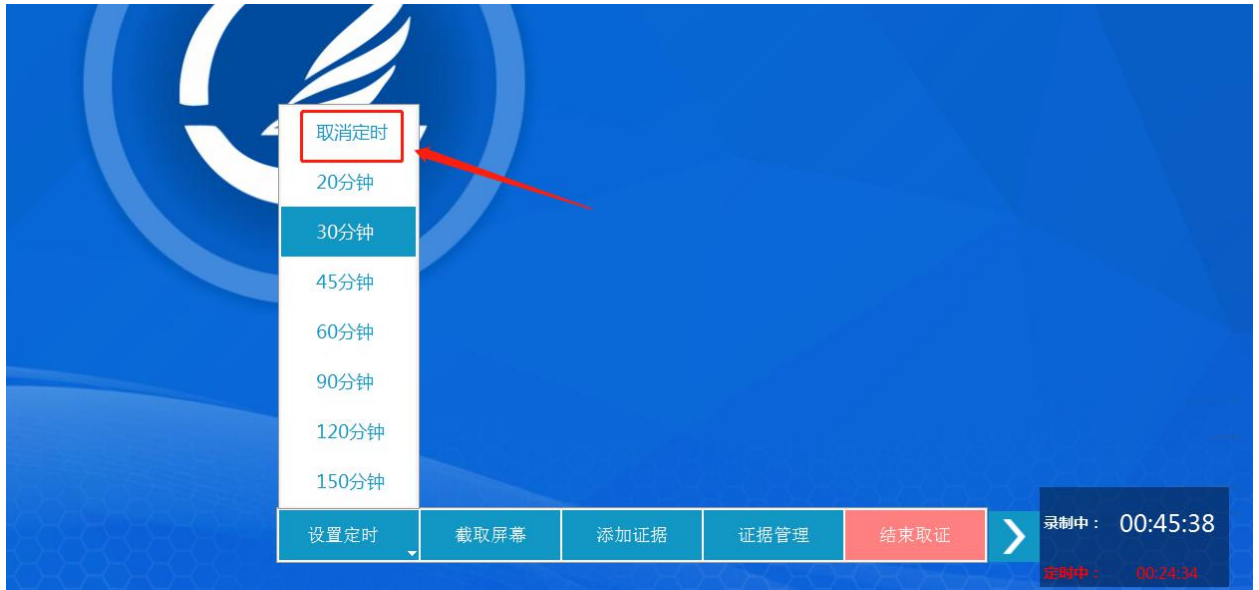 取消定时
20分钟
30分钟
45分钟
60分钟
90分钟
120分钟
150分钟
设置定时 截取屏幕 添加证据 证据管理 结束取证
录制中： 00:45:38
定时中： 00:24:34